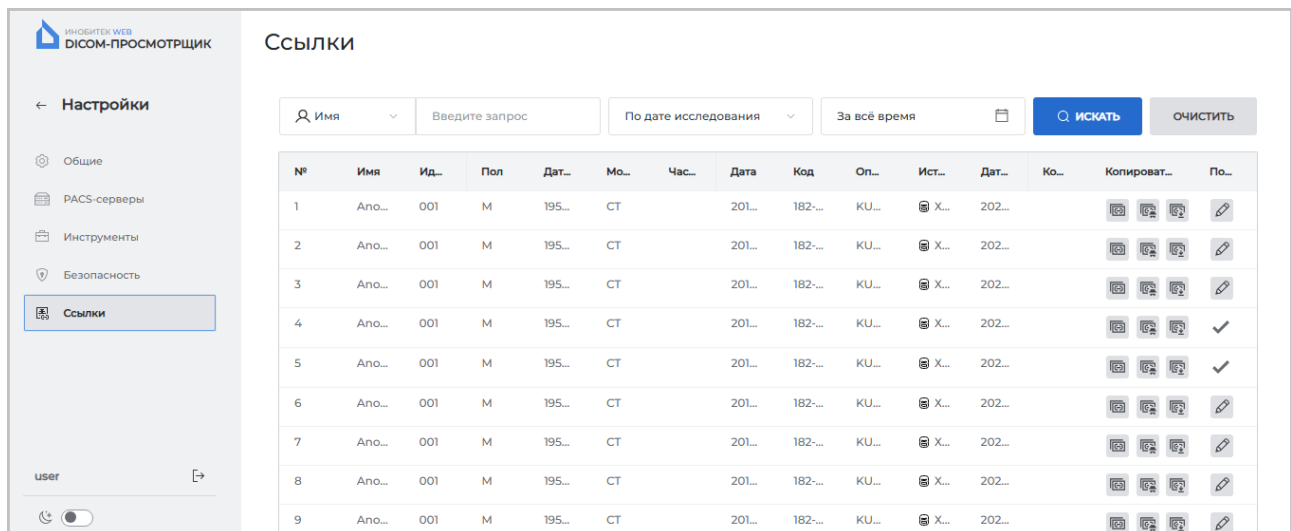 ИНОБИТЕК WEB
DICOM-ПРОСМОТРЩИК
Ссылки
← Настройки
Имя Введите запрос По дате исследования За всё время ИСКАТЬ ОЧИСТИТЬ
Общие
PACS-серверы
Инструменты
Безопасность
Ссылки
№ Имя Ид... Пол Дат... Мо... Час... Дата Код Оп... Ист... Дат... Ко... Копироват... По...
1 Ano... 001 M 195... CT 201... 182-... KU... X... 202...
2 Ano... 001 M 195... CT 201... 182-... KU... X... 202...
3 Ano... 001 M 195... CT 201... 182-... KU... X... 202...
4 Ano... 001 M 195... CT 201... 182-... KU... X... 202...
5 Ano... 001 M 195... CT 201... 182-... KU... X... 202...
6 Ano... 001 M 195... CT 201... 182-... KU... X... 202...
7 Ano... 001 M 195... CT 201... 182-... KU... X... 202...
8 Ano... 001 M 195... CT 201... 182-... KU... X... 202...
9 Ano... 001 M 195... CT 201... 182-... KU... X... 202...
user